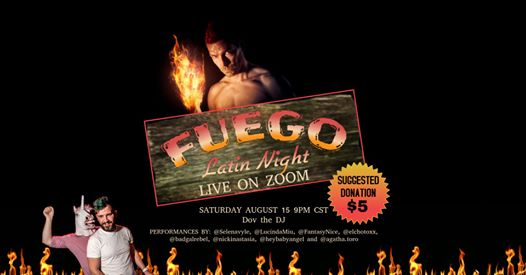 FUEGO
Latin Night
LIVE ON ZOOM
SUGGESTED
DONATION
$5
SATURDAY AUGUST 15 9PM CST
Dov the DJ
PERFORMANCES BY: @Selenavyle, @LucindaMiu, @FantasyNice, @elchotoxx,
@badgalrebel, @nickinastasia, @heybabyangel and @agatha.toro